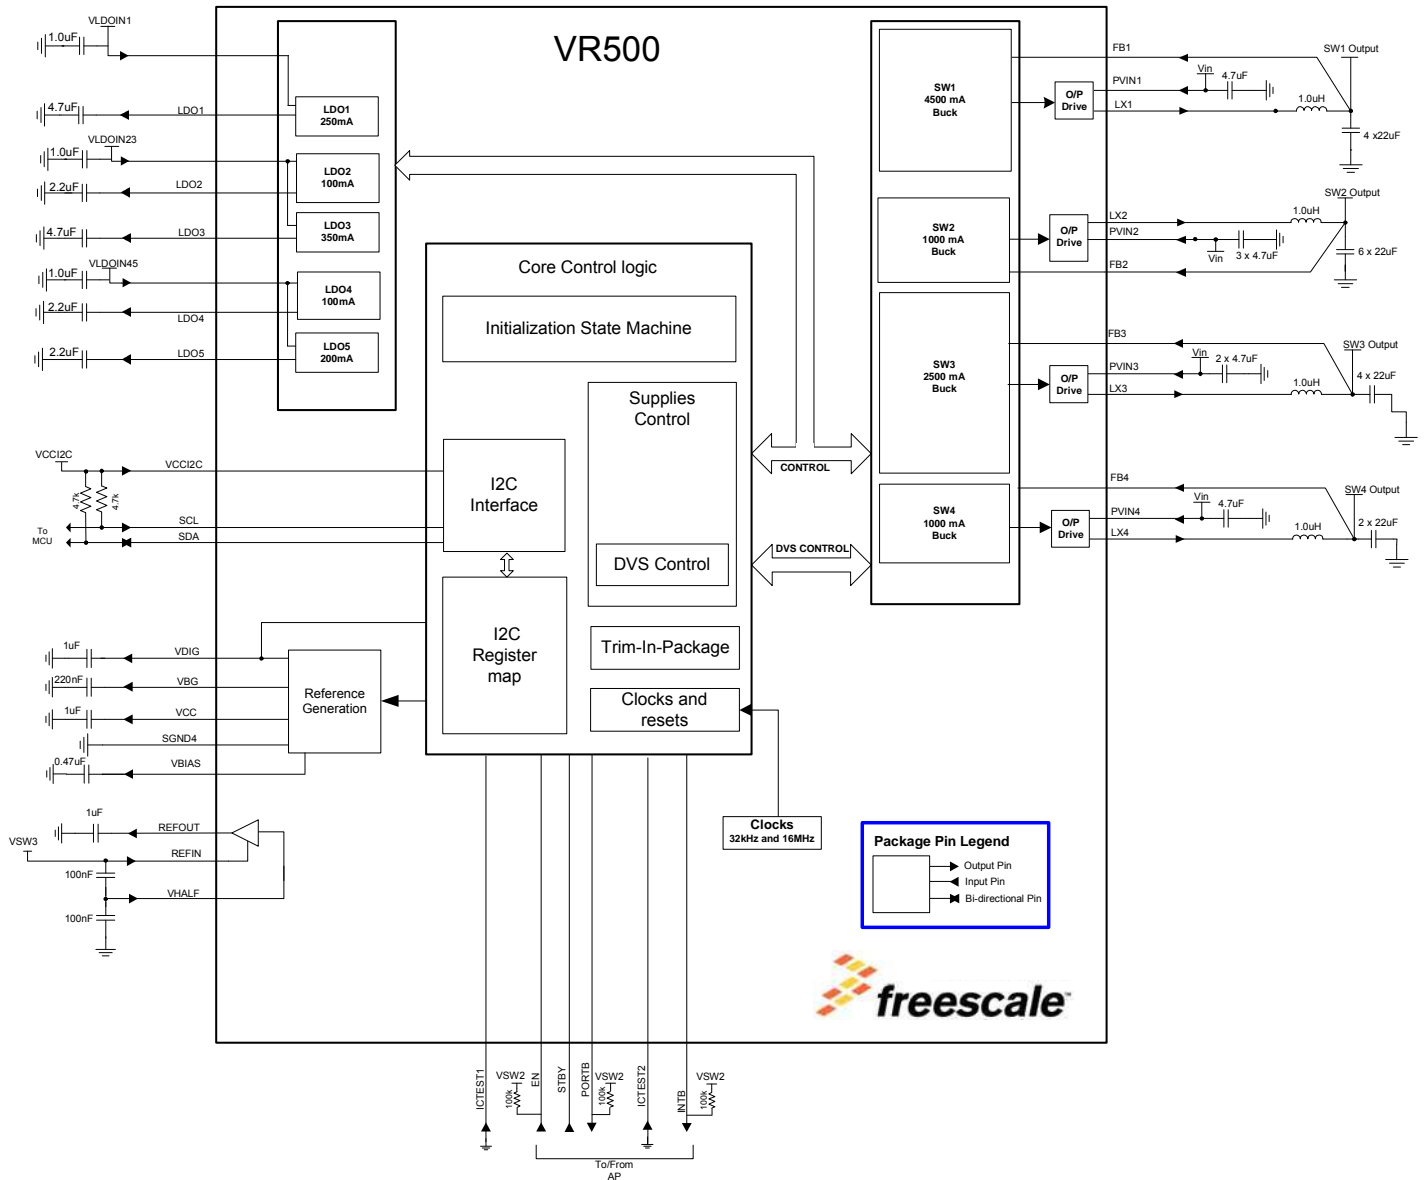 VR500
VLDOIN1
1.0uF
4.7uF
LDO1
LDO1
250mA
VLDOIN23
1.0uF
2.2uF
LDO2
LDO2
100mA
4.7uF
LDO3
LDO3
350mA
VLDOIN45
1.0uF
2.2uF
LDO4
LDO4
100mA
2.2uF
LDO5
LDO5
200mA
VCCI2C
VCCI2C
4.7k
4.7k
To
MCU
SCL
SDA
1uF
VDIG
220nF
VBG
1uF
VCC
SGND4
0.47uF
VBIAS
Reference
Generation
1uF
REFOUT
VSW3
REFIN
100nF
VHALF
100nF
Core Control logic
Initialization State Machine
Supplies
Control
I2C
Interface
DVS Control
I2C
Register
map
Trim-In-Package
Clocks and
resets
CONTROL
DVS CONTROL
Clocks
32kHz and 16MHz
SW1
4500 mA
Buck
O/P
Drive
FB1
PVIN1
LX1
Vin
4.7uF
1.0uH
SW1 Output
4 x22uF
SW2
1000 mA
Buck
O/P
Drive
LX2
PVIN2
FB2
Vin
3 x 4.7uF
1.0uH
SW2 Output
6 x 22uF
SW3
2500 mA
Buck
O/P
Drive
FB3
PVIN3
LX3
Vin
2 x 4.7uF
1.0uH
SW3 Output
4 x 22uF
SW4
1000 mA
Buck
O/P
Drive
FB4
PVIN4
LX4
Vin
4.7uF
1.0uH
SW4 Output
2 x 22uF
Package Pin Legend
Output Pin
Input Pin
Bi-directional Pin
freescale™
ICTEST1
VSW2
100k
EN
STBY
PORTB
VSW2
100k
ICTEST2
INTB
VSW2
100k
To/From
AP